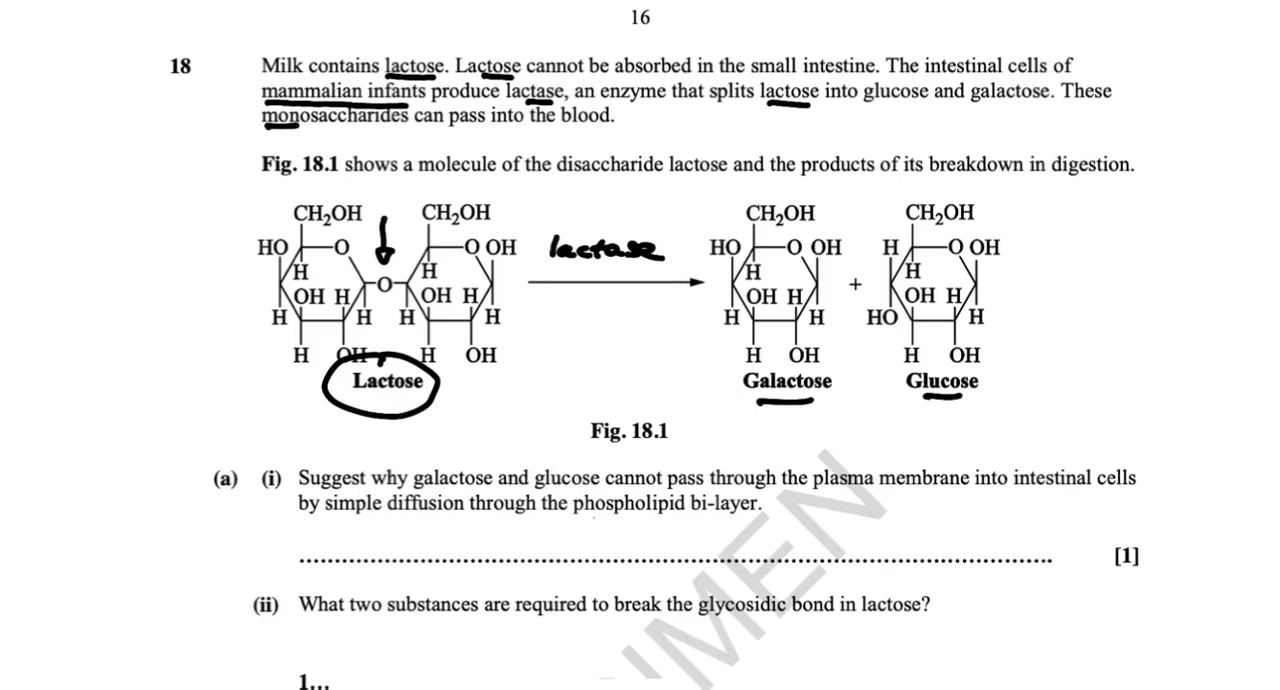 16
18 Milk contains lactose. Lactose cannot be absorbed in the small intestine. The intestinal cells of
mammalian infants produce lactase, an enzyme that splits lactose into glucose and galactose. These
monosaccharides can pass into the blood.
Fig. 18.1 shows a molecule of the disaccharide lactose and the products of its breakdown in digestion.
CH₂OH CH₂OH CH₂OH CH₂OH
HO O O OH lactase HO O OH H O OH
H H H H
O +
OH H OH H OH H OH H
H H H H H H HO H
H OH H OH H OH H OH
Lactose Galactose Glucose
Fig. 18.1
(a) (i) Suggest why galactose and glucose cannot pass through the plasma membrane into intestinal cells
by simple diffusion through the phospholipid bi-layer.
[1]
(ii) What two substances are required to break the glycosidic bond in lactose?
1...